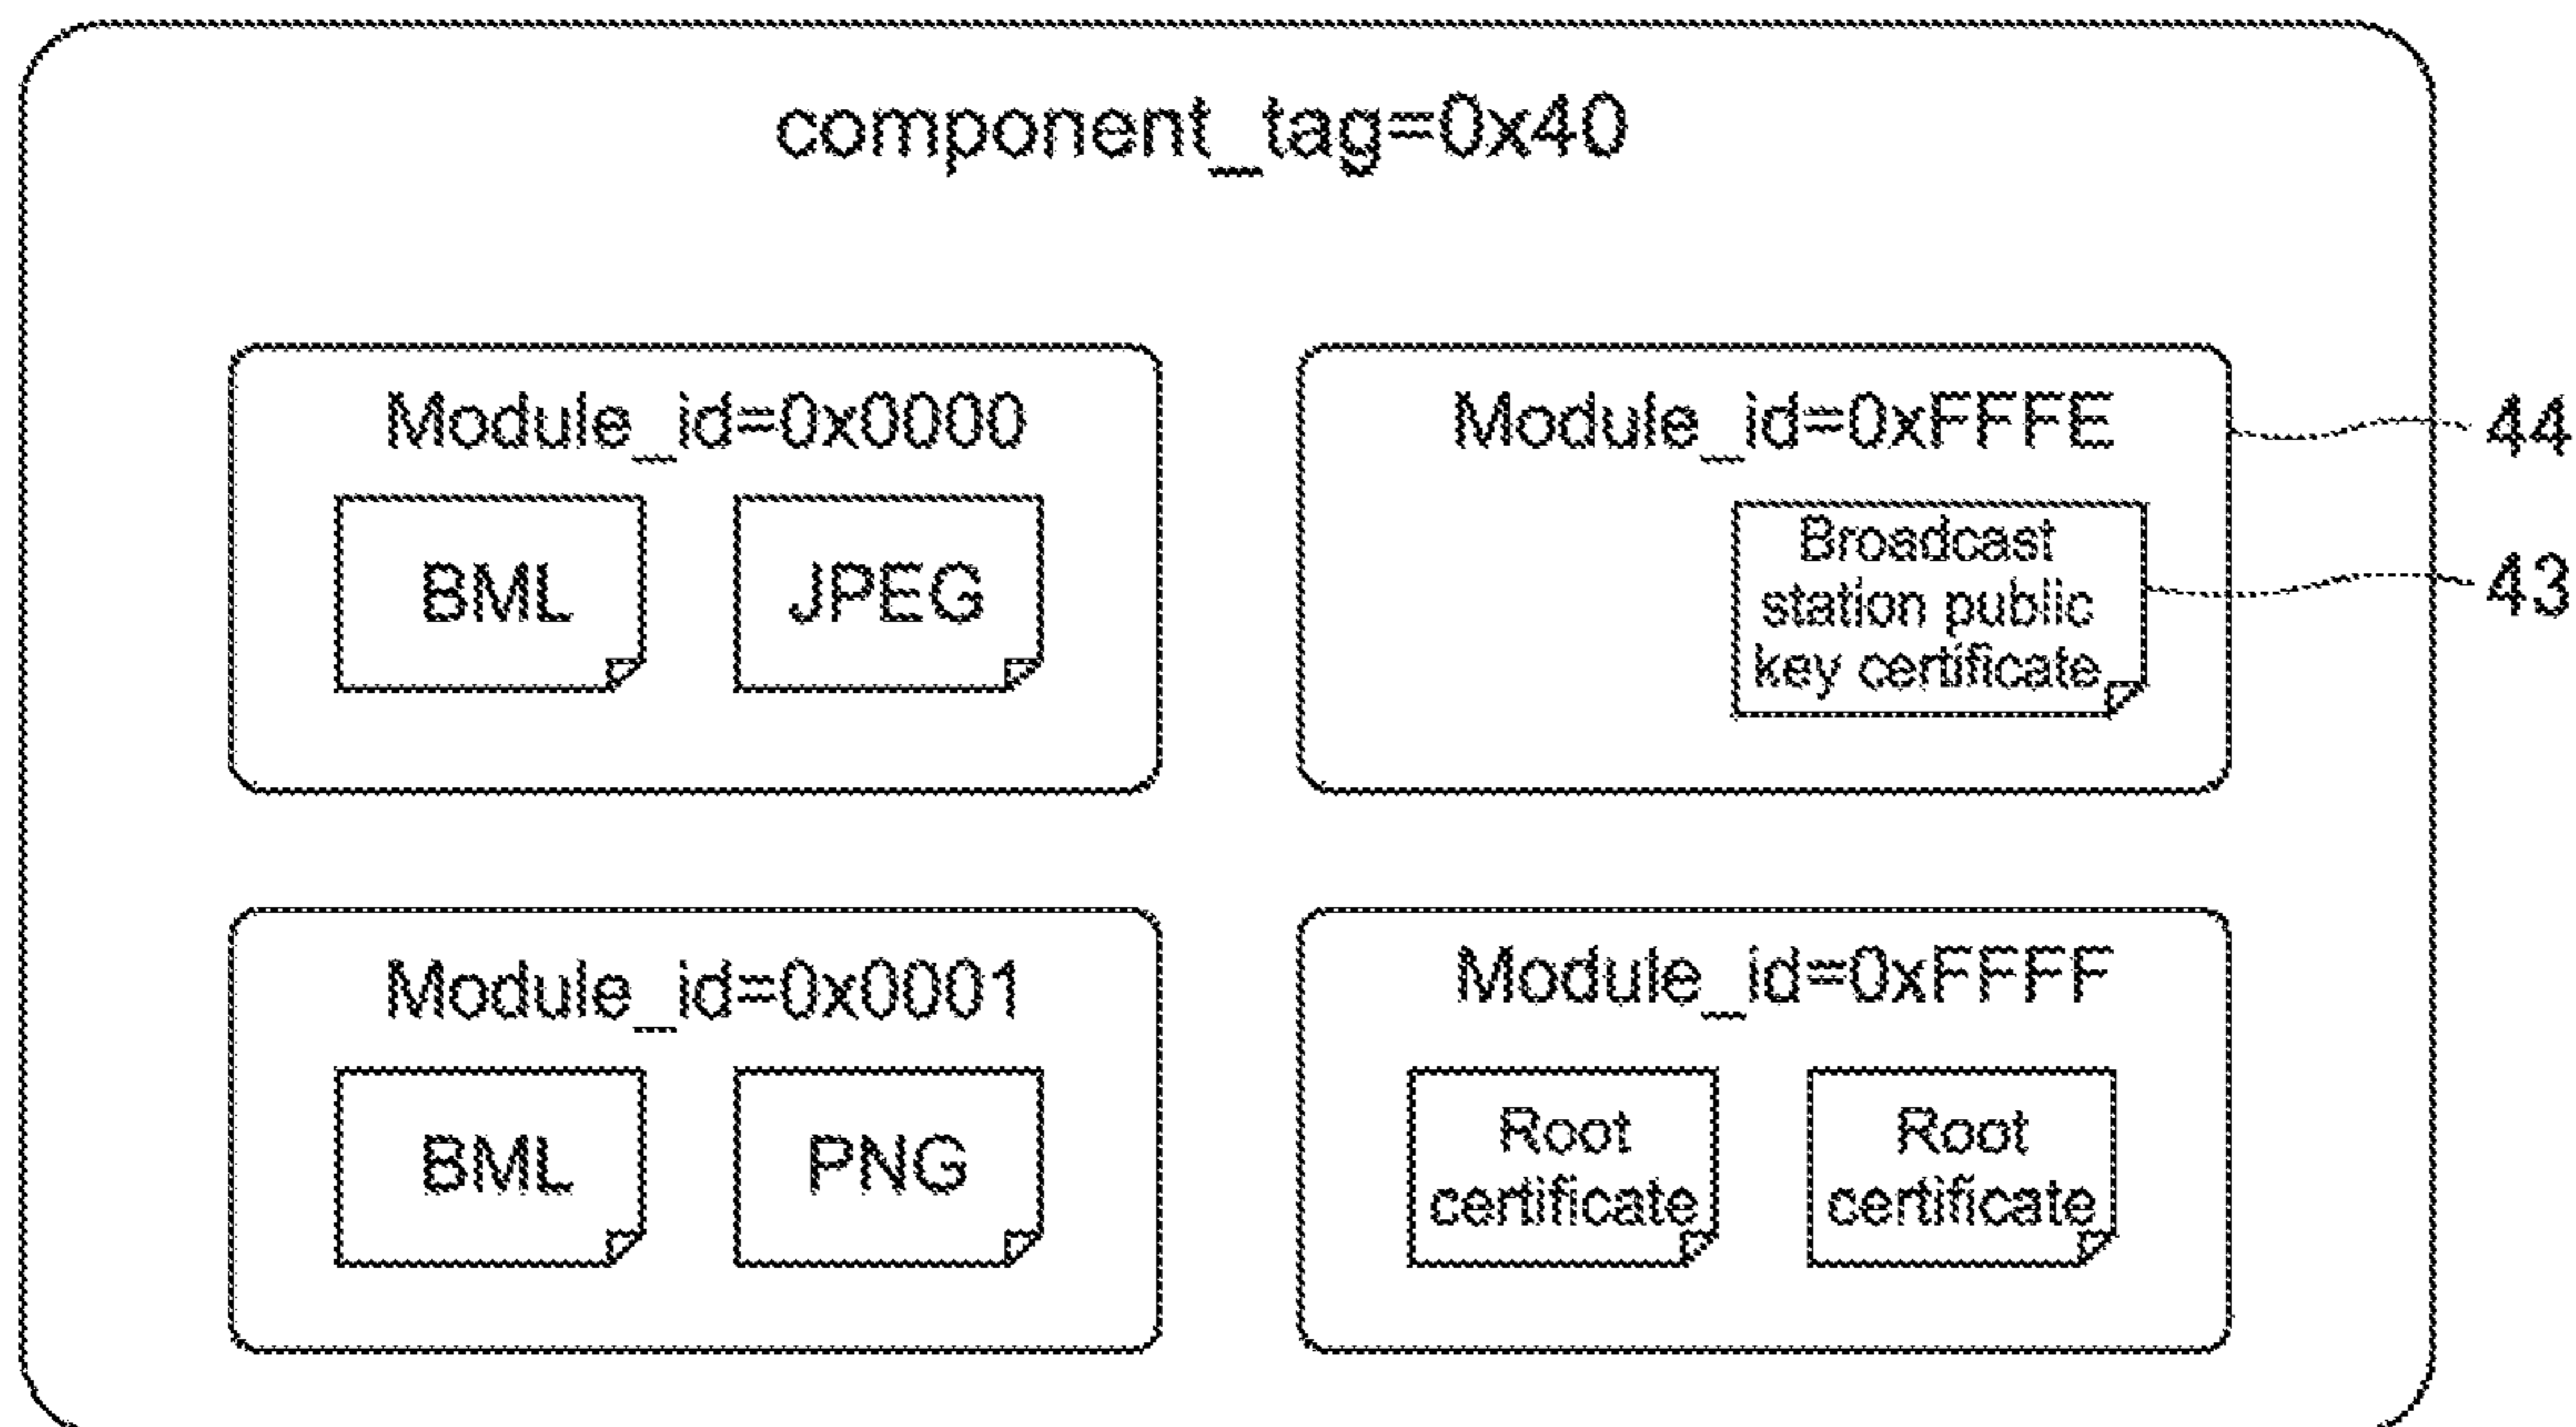 component_tag=0x40
Module_id=0x0000
BML
JPEG
Module_id=0xFFFE
44
Broadcast
station public
key certificate
43
Module_id=0x0001
BML
PNG
Module_id=0xFFFF
Root
certificate
Root
certificate